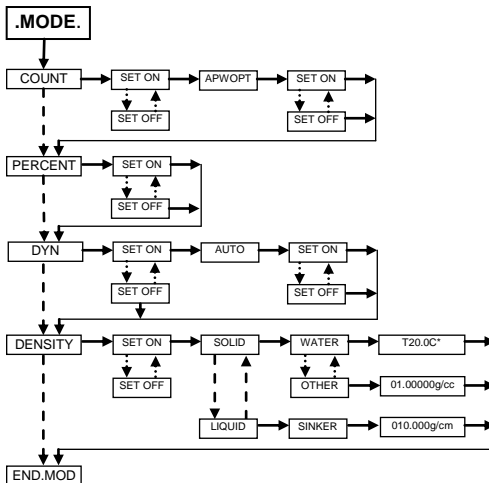 .MODE.
COUNT SET ON APWOPT SET ON
SET OFF SET OFF
PERCENT SET ON
SET OFF
DYN SET ON AUTO SET ON
SET OFF SET OFF
DENSITY SET ON SOLID WATER T20.0C*
SET OFF OTHER 01.00000g/cc
LIQUID SINKER 010.000g/cm
END.MOD